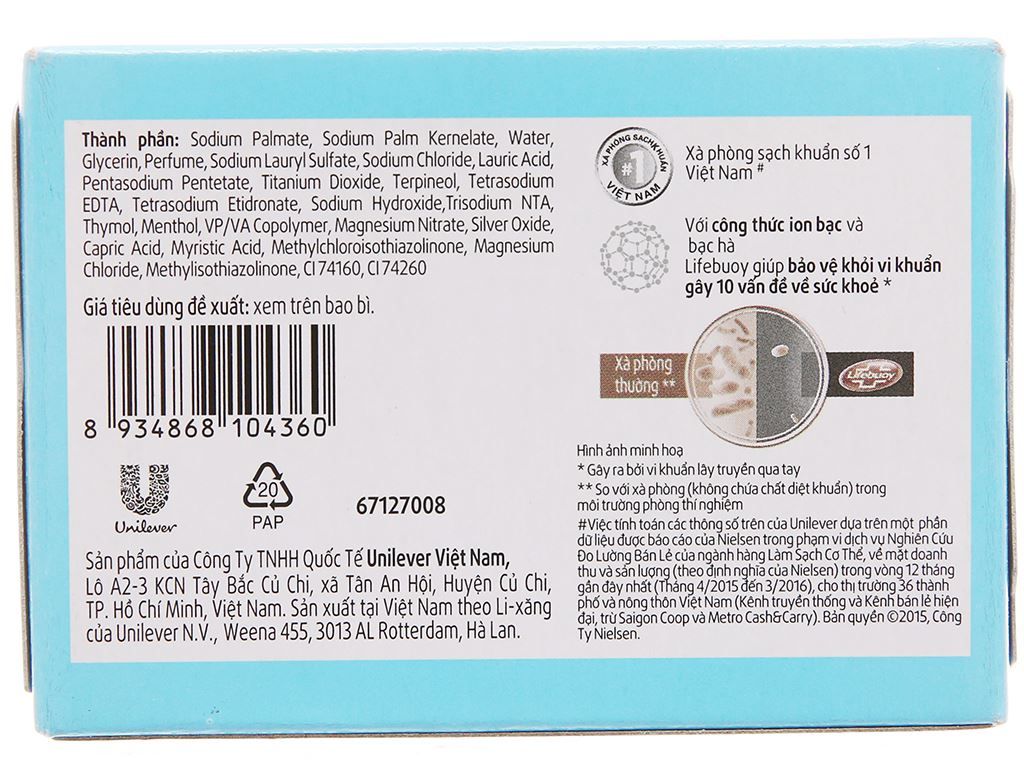 Thành phần: Sodium Palmate, Sodium Palm Kernelate, Water,
Glycerin, Perfume, Sodium Lauryl Sulfate, Sodium Chloride, Lauric Acid,
Pentasodium Pentetate, Titanium Dioxide, Terpineol, Tetrasodium
EDTA, Tetrasodium Etidronate, Sodium Hydroxide,Trisodium NTA,
Thymol, Menthol, VP/VA Copolymer, Magnesium Nitrate, Silver Oxide,
Capric Acid, Myristic Acid, Methylchloroisothiazolinone, Magnesium
Chloride, Methylisothiazolinone, CI 74160, CI 74260
Giá tiêu dùng đề xuất: xem trên bao bì.
8 934868 104360
Unilever
20
PAP
67127008
Sản phẩm của Công Ty TNHH Quốc Tế Unilever Việt Nam,
Lô A2-3 KCN Tây Bắc Củ Chi, xã Tân An Hội, Huyện Củ Chi,
TP. Hồ Chí Minh, Việt Nam. Sản xuất tại Việt Nam theo Li-xăng
của Unilever N.V., Weena 455, 3013 AL Rotterdam, Hà Lan.
XÀ PHÒNG SẠCH KHUẨN
#1
VIỆT NAM
Xà phòng sạch khuẩn số 1
Việt Nam #
Với công thức ion bạc và
bạc hà
Lifebuoy giúp bảo vệ khỏi vi khuẩn
gây 10 vấn đề về sức khoẻ *
Xà phòng
thường **
Lifebuoy
Hình ảnh minh hoạ
* Gây ra bởi vi khuẩn lây truyền qua tay
** So với xà phòng (không chứa chất diệt khuẩn) trong
môi trường phòng thí nghiệm
#Việc tính toán các thông số trên của Unilever dựa trên một phần
dữ liệu được báo cáo của Nielsen trong phạm vi dịch vụ Nghiên Cứu
Đo Lường Bán Lẻ của ngành hàng Làm Sạch Cơ Thể, về mặt doanh
thu và sản lượng (theo định nghĩa của Nielsen) trong vòng 12 tháng
gần đây nhất (Tháng 4/2015 đến 3/2016), cho thị trường 36 thành
phố và nông thôn Việt Nam (Kênh truyền thống và Kênh bán lẻ hiện
đại, trừ Saigon Coop và Metro Cash&Carry). Bản quyền ©2015, Công
Ty Nielsen.